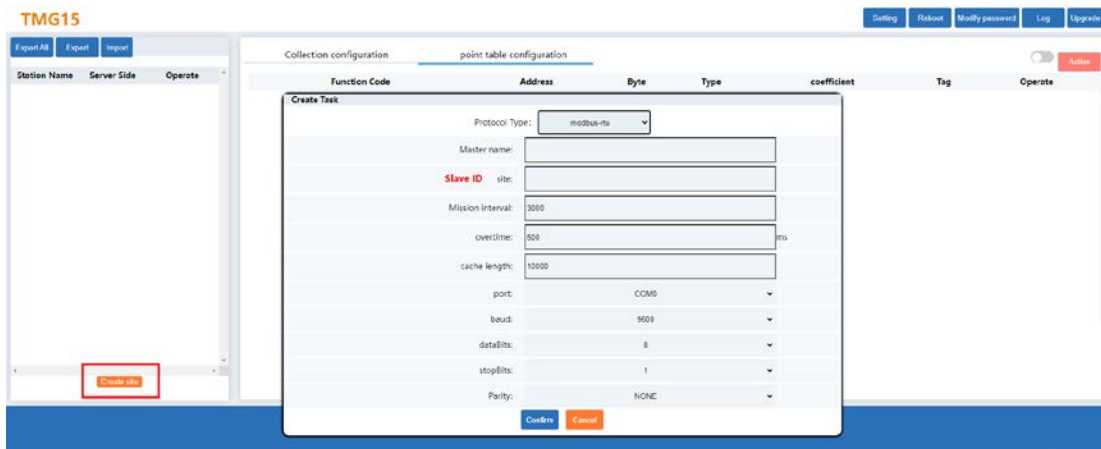 TMG15
Setting Reboot Modify password Log Upgrade
Export All Export Import
Collection configuration point table configuration
Active
Station Name Server Side Operate
Function Code Address Byte Type coefficient Tag Operate
Create Task
Protocol Type: modbus-rtu
Master name:
Slave ID site:
Mission Interval: 3000
overtime: 500 ms
cache length: 10000
port: COM0
baud: 9600
dataBits: 8
stopBits: 1
Parity: NONE
Create site
Confirm Cancel